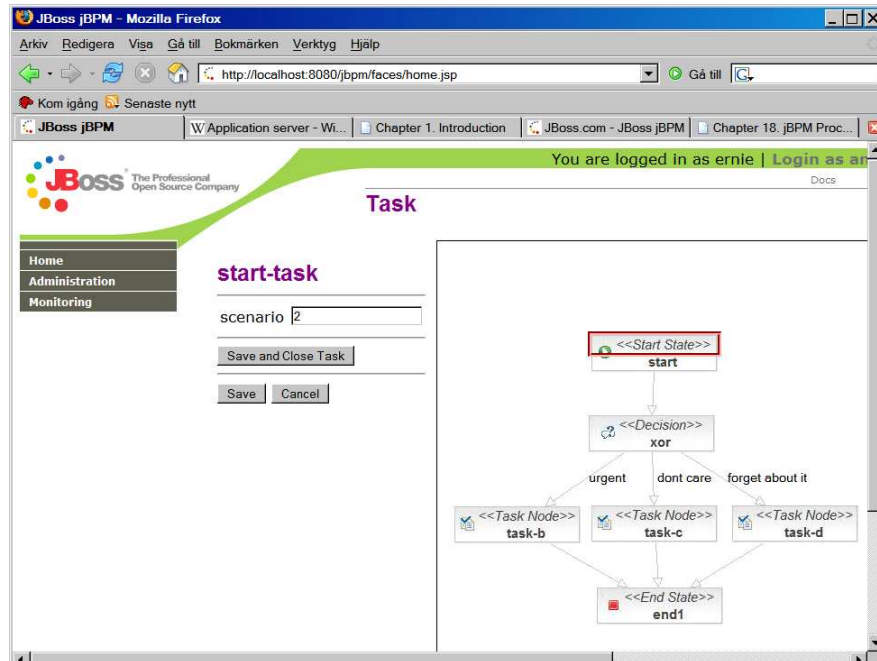 JBoss jBPM - Mozilla Firefox
Arkiv Redigera Visa Gå till Bokmärken Verktyg Hjälp
http://localhost:8080/jbpm/faces/home.jsp Gå till G
Kom igång Senaste nytt
JBoss jBPM W Application server - Wi... Chapter 1. Introduction JBoss.com - JBoss jBPM Chapter 18. jBPM Proc...
You are logged in as ernie | Login as an
JBoss The Professional
Open Source Company
Docs
Task
Home
Administration
Monitoring
start-task
scenario 2
Save and Close Task
Save Cancel
<<Start State>>
start
<<Decision>>
xor
urgent dont care forget about it
<<Task Node>> <<Task Node>> <<Task Node>>
task-b task-c task-d
<<End State>>
end1